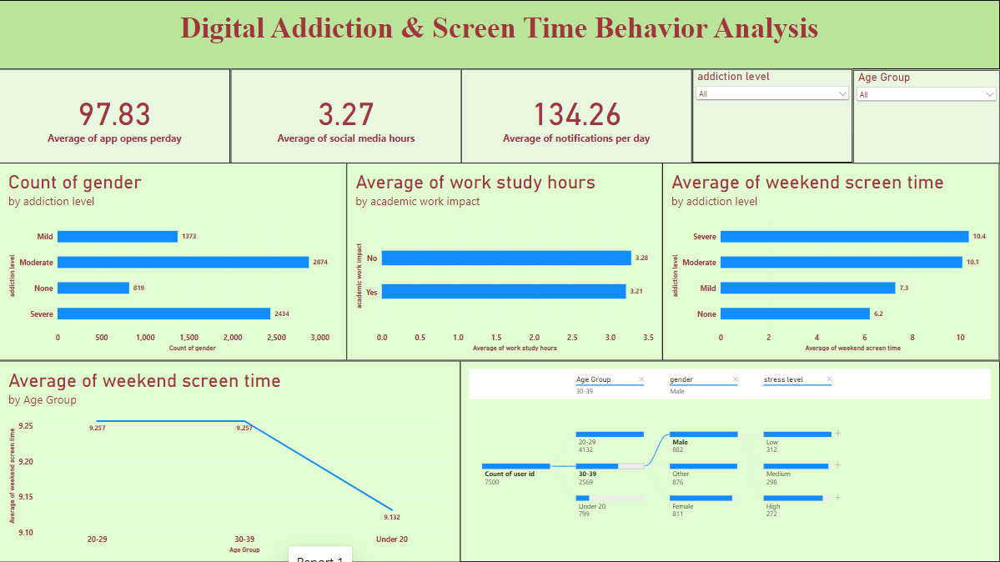 Digital Addiction & Screen Time Behavior Analysis
97.83
Average of app opens perday
3.27
Average of social media hours
134.26
Average of notifications per day
addiction level
All
Age Group
All
Count of gender
by addiction level
addiction level
Mild 1373
Moderate 2874
None 819
Severe 2434
0 500 1,000 1,500 2,000 2,500 3,000
Count of gender
Average of work study hours
by academic work impact
academic work impact
No 3.28
Yes 3.21
0.0 0.5 1.0 1.5 2.0 2.5 3.0 3.5
Average of work study hours
Average of weekend screen time
by addiction level
addiction level
Severe 10.4
Moderate 10.1
Mild 7.3
None 6.2
0 2 4 6 8 10
Average of weekend screen time
Average of weekend screen time
by Age Group
Average of weekend screen time
9.25
9.20
9.15
9.10
9.257
9.257
9.132
20-29 30-39 Under 20
Age Group
Report 1
Age Group ×
30-39
gender ×
Male
stress level ×
Count of user id
7500
20-29
4132
30-39
2569
Under 20
799
Male
882
Other
876
Female
811
Low
312
Medium
298
High
272